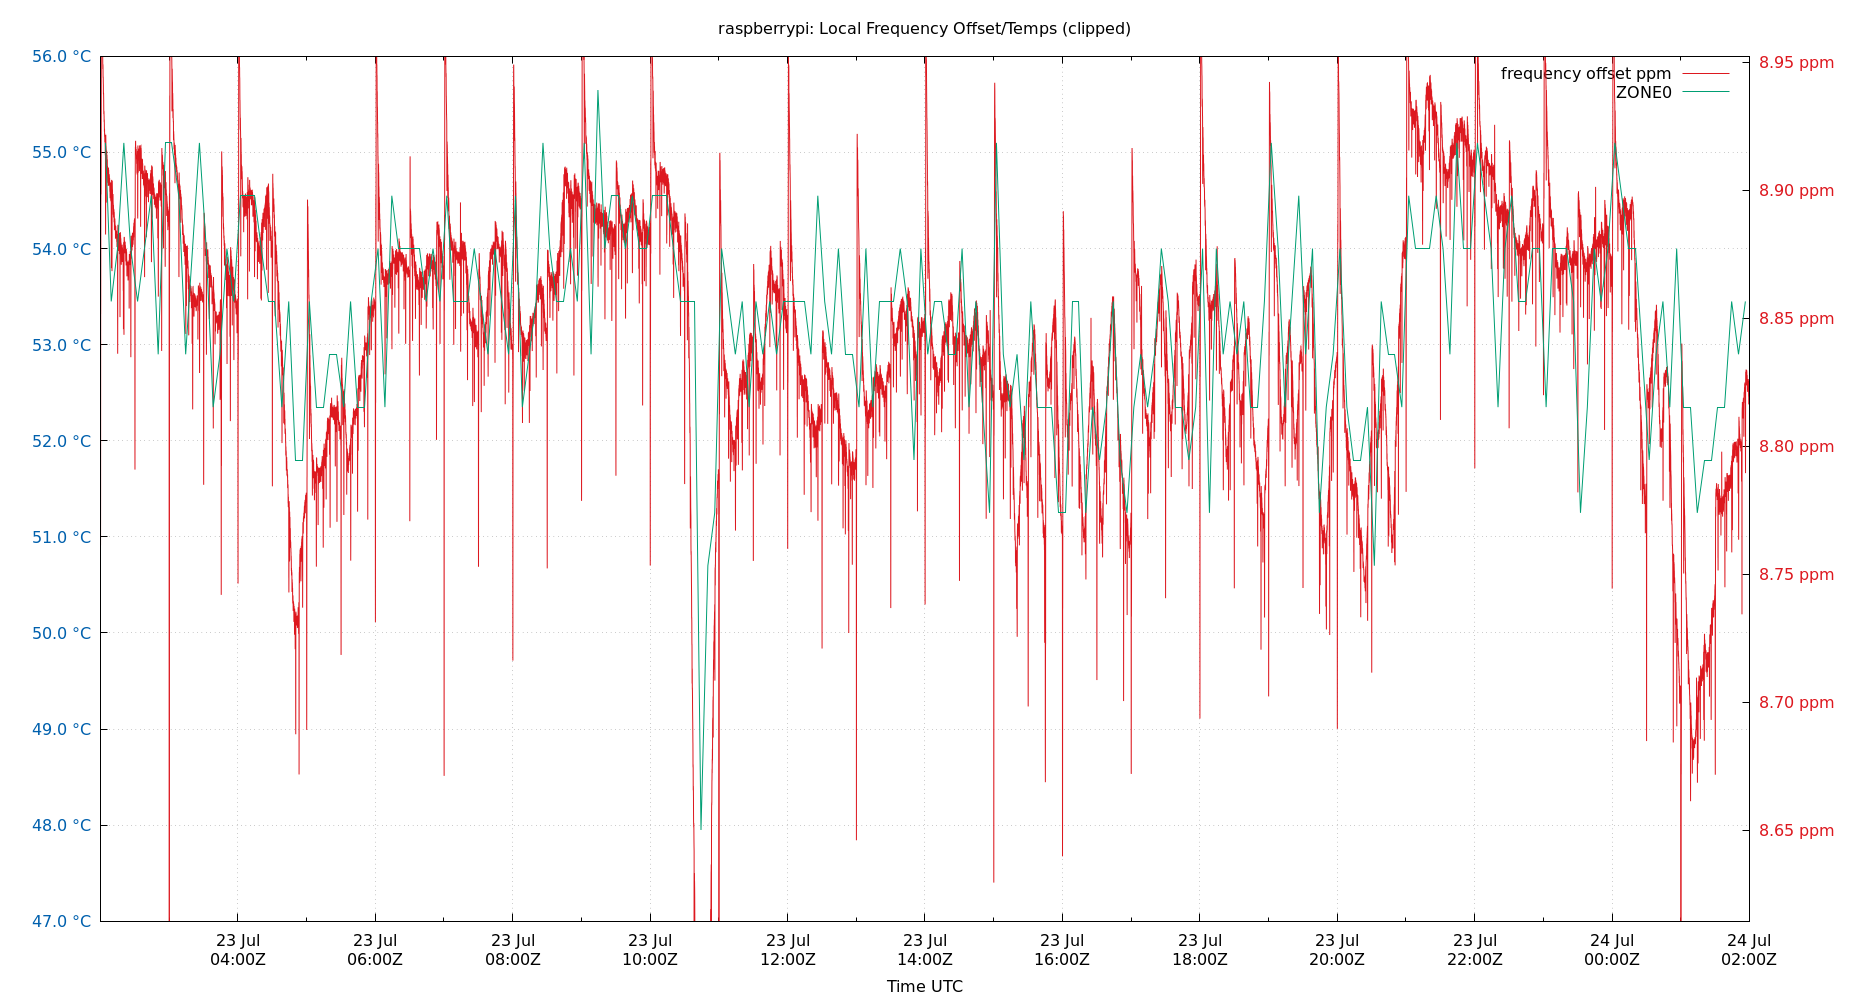 raspberrypi: Local Frequency Offset/Temps (clipped)
56.0 °C
55.0 °C
54.0 °C
53.0 °C
52.0 °C
51.0 °C
50.0 °C
49.0 °C
48.0 °C
47.0 °C
8.95 ppm
8.90 ppm
8.85 ppm
8.80 ppm
8.75 ppm
8.70 ppm
8.65 ppm
frequency offset ppm
ZONE0
23 Jul
04:00Z
23 Jul
06:00Z
23 Jul
08:00Z
23 Jul
10:00Z
23 Jul
12:00Z
23 Jul
14:00Z
23 Jul
16:00Z
23 Jul
18:00Z
23 Jul
20:00Z
23 Jul
22:00Z
24 Jul
00:00Z
24 Jul
02:00Z
Time UTC